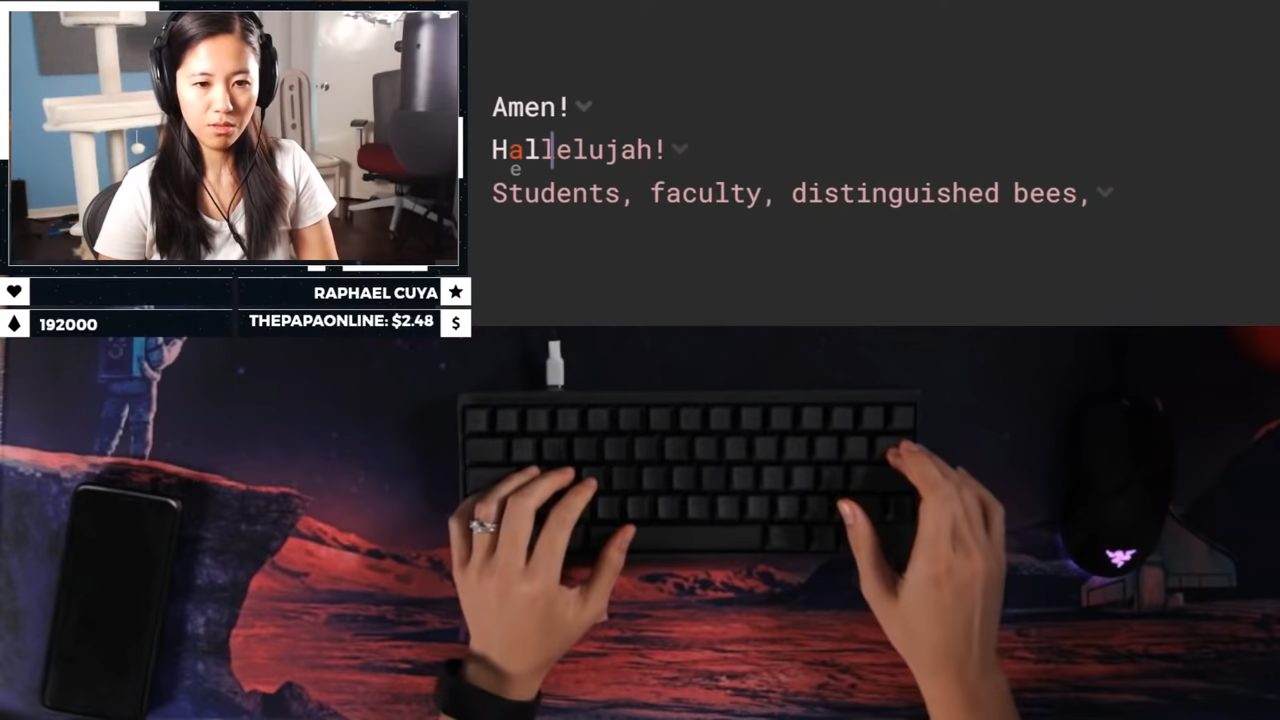 Amen!
Hallelujah!
e
Students, faculty, distinguished bees,
RAPHAEL CUYA
192000
THEPAPAONLINE: $2.48
$